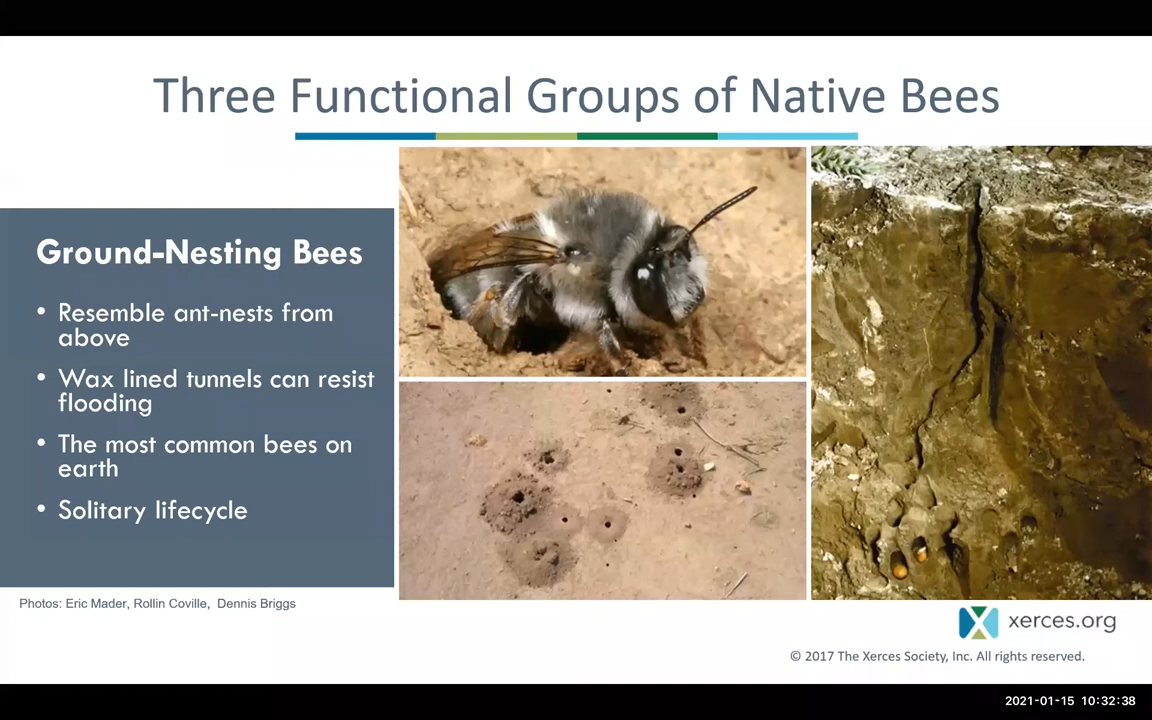 Three Functional Groups of Native Bees
Ground-Nesting Bees
• Resemble ant-nests from
above
• Wax lined tunnels can resist
flooding
• The most common bees on
earth
• Solitary lifecycle
Photos: Eric Mader, Rollin Coville, Dennis Briggs
xerces.org
© 2017 The Xerces Society, Inc. All rights reserved.
2021-01-15 10:32:38